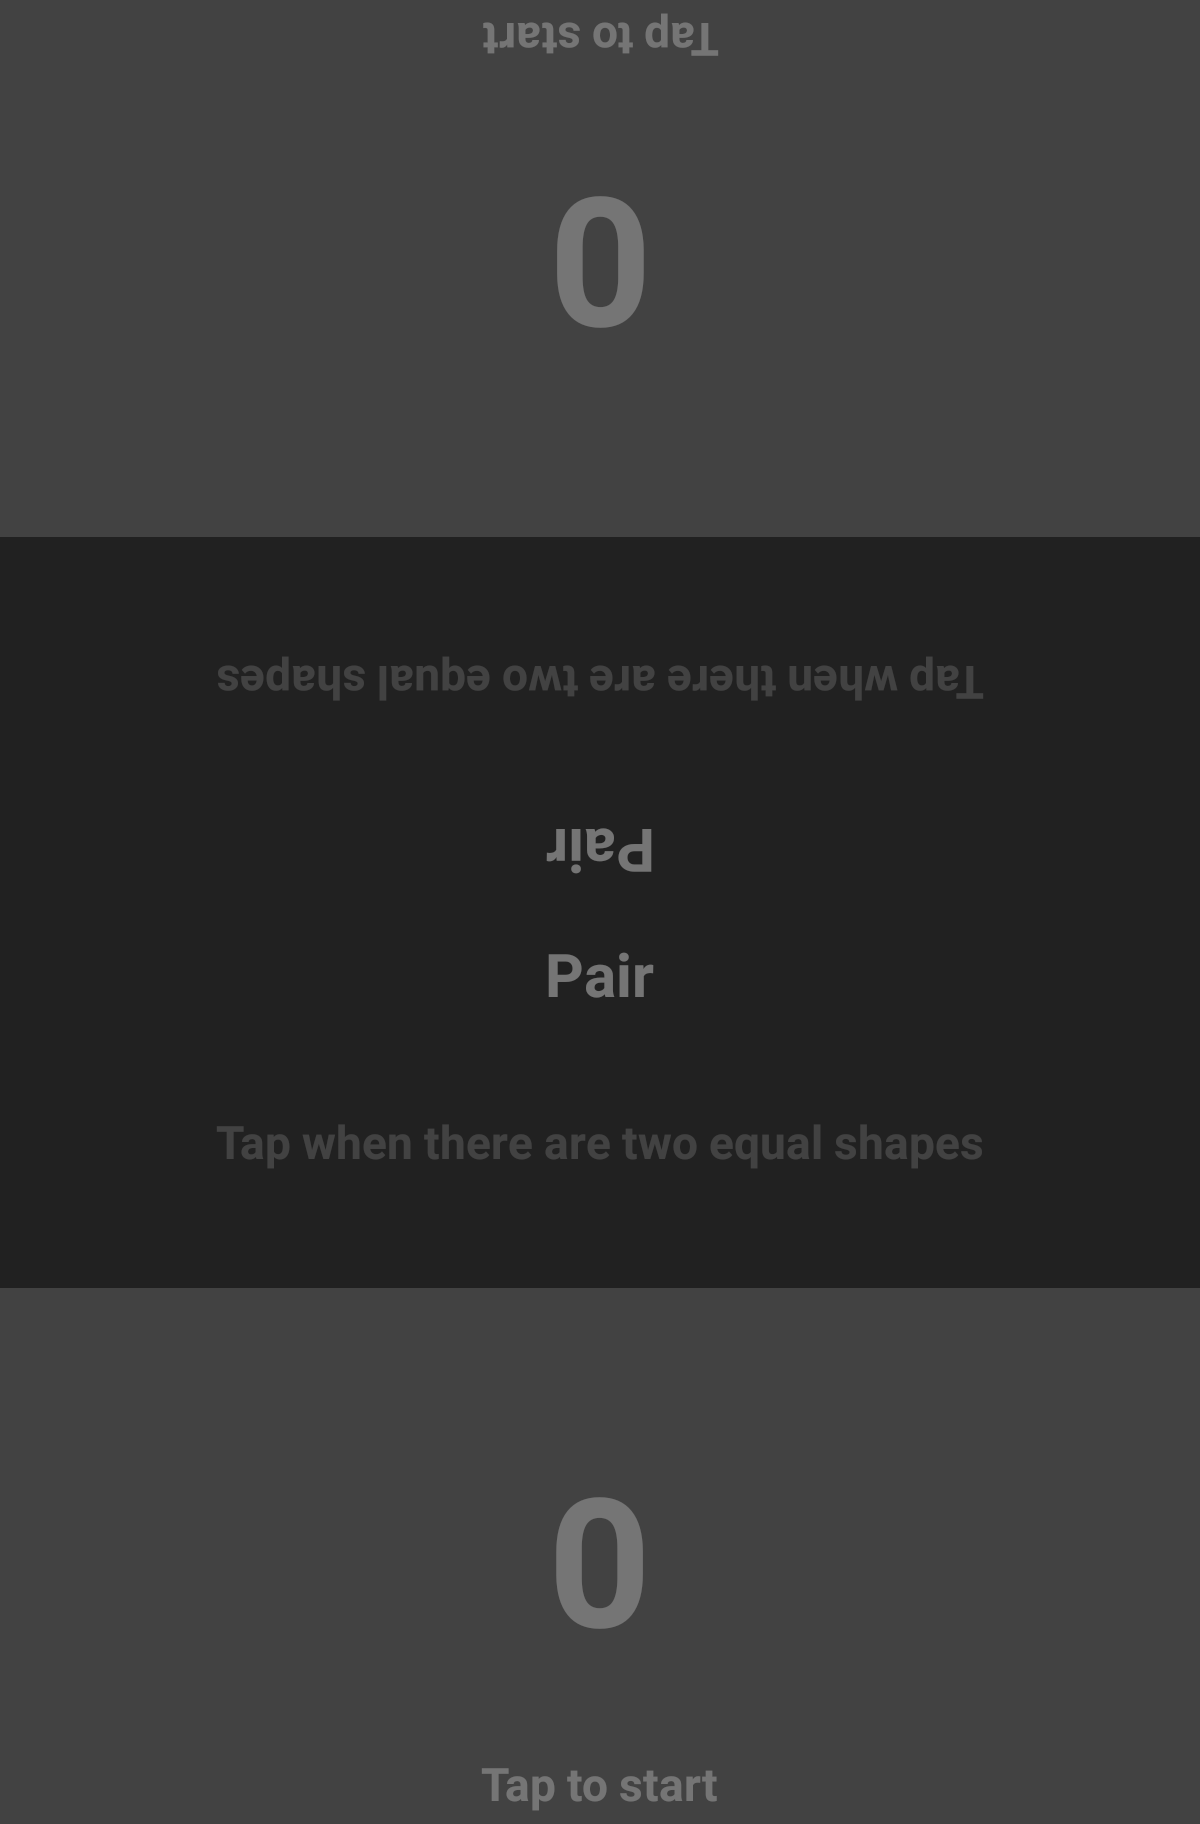 Tap to start
0
Tap when there are two equal shapes
Pair
Pair
Tap when there are two equal shapes
0
Tap to start